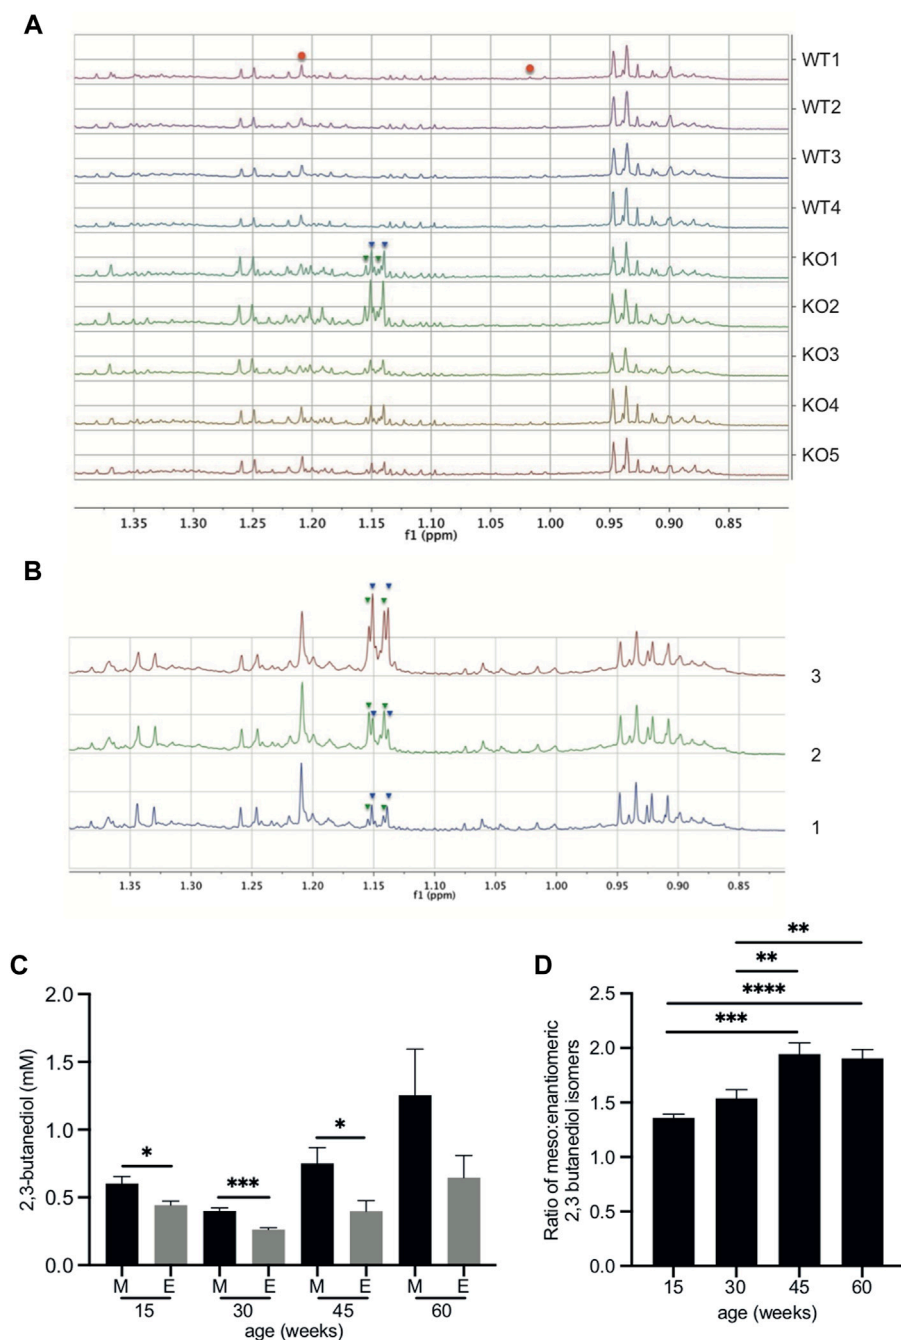 A
WT1
WT2
WT3
WT4
KO1
KO2
KO3
KO4
KO5
1.35 1.30 1.25 1.20 1.15 1.10 1.05 1.00 0.95 0.90 0.85
f1 (ppm)
B
3
2
1
1.35 1.30 1.25 1.20 1.15 1.10 1.05 1.00 0.95 0.90 0.85
f1 (ppm)
C
2,3-butanediol (mM)
2.0
1.5
1.0
0.5
0.0
* *** *
M E M E M E M E
15 30 45 60
age (weeks)
D
Ratio of meso:enantiomeric
2,3 butanediol isomers
**
**
****
***
2.5
2.0
1.5
1.0
0.5
0.0
15 30 45 60
age (weeks)